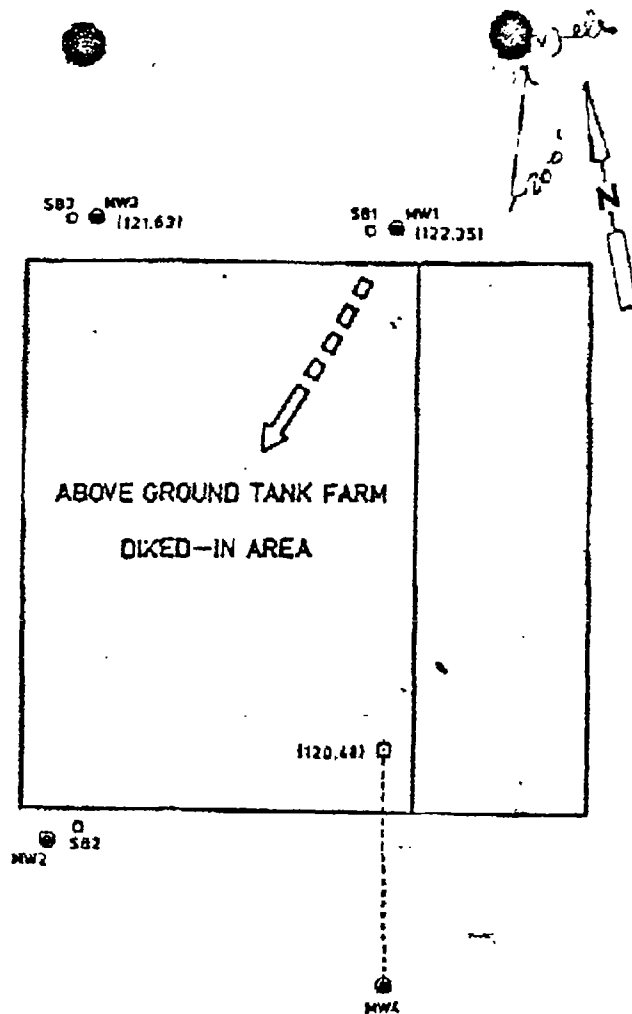 SB3 MW3
(121.63)
SB1 MW1
(122.35)
N
ABOVE GROUND TANK FARM
DIKED-IN AREA
(120.48)
MW2 SB2
MW4